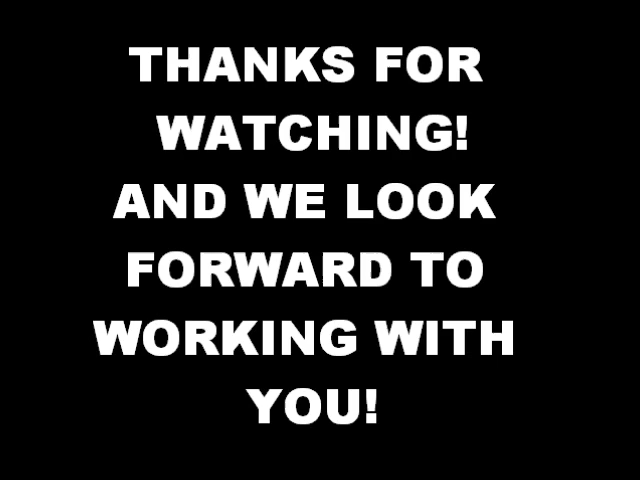 THANKS FOR
WATCHING!
AND WE LOOK
FORWARD TO
WORKING WITH
YOU!